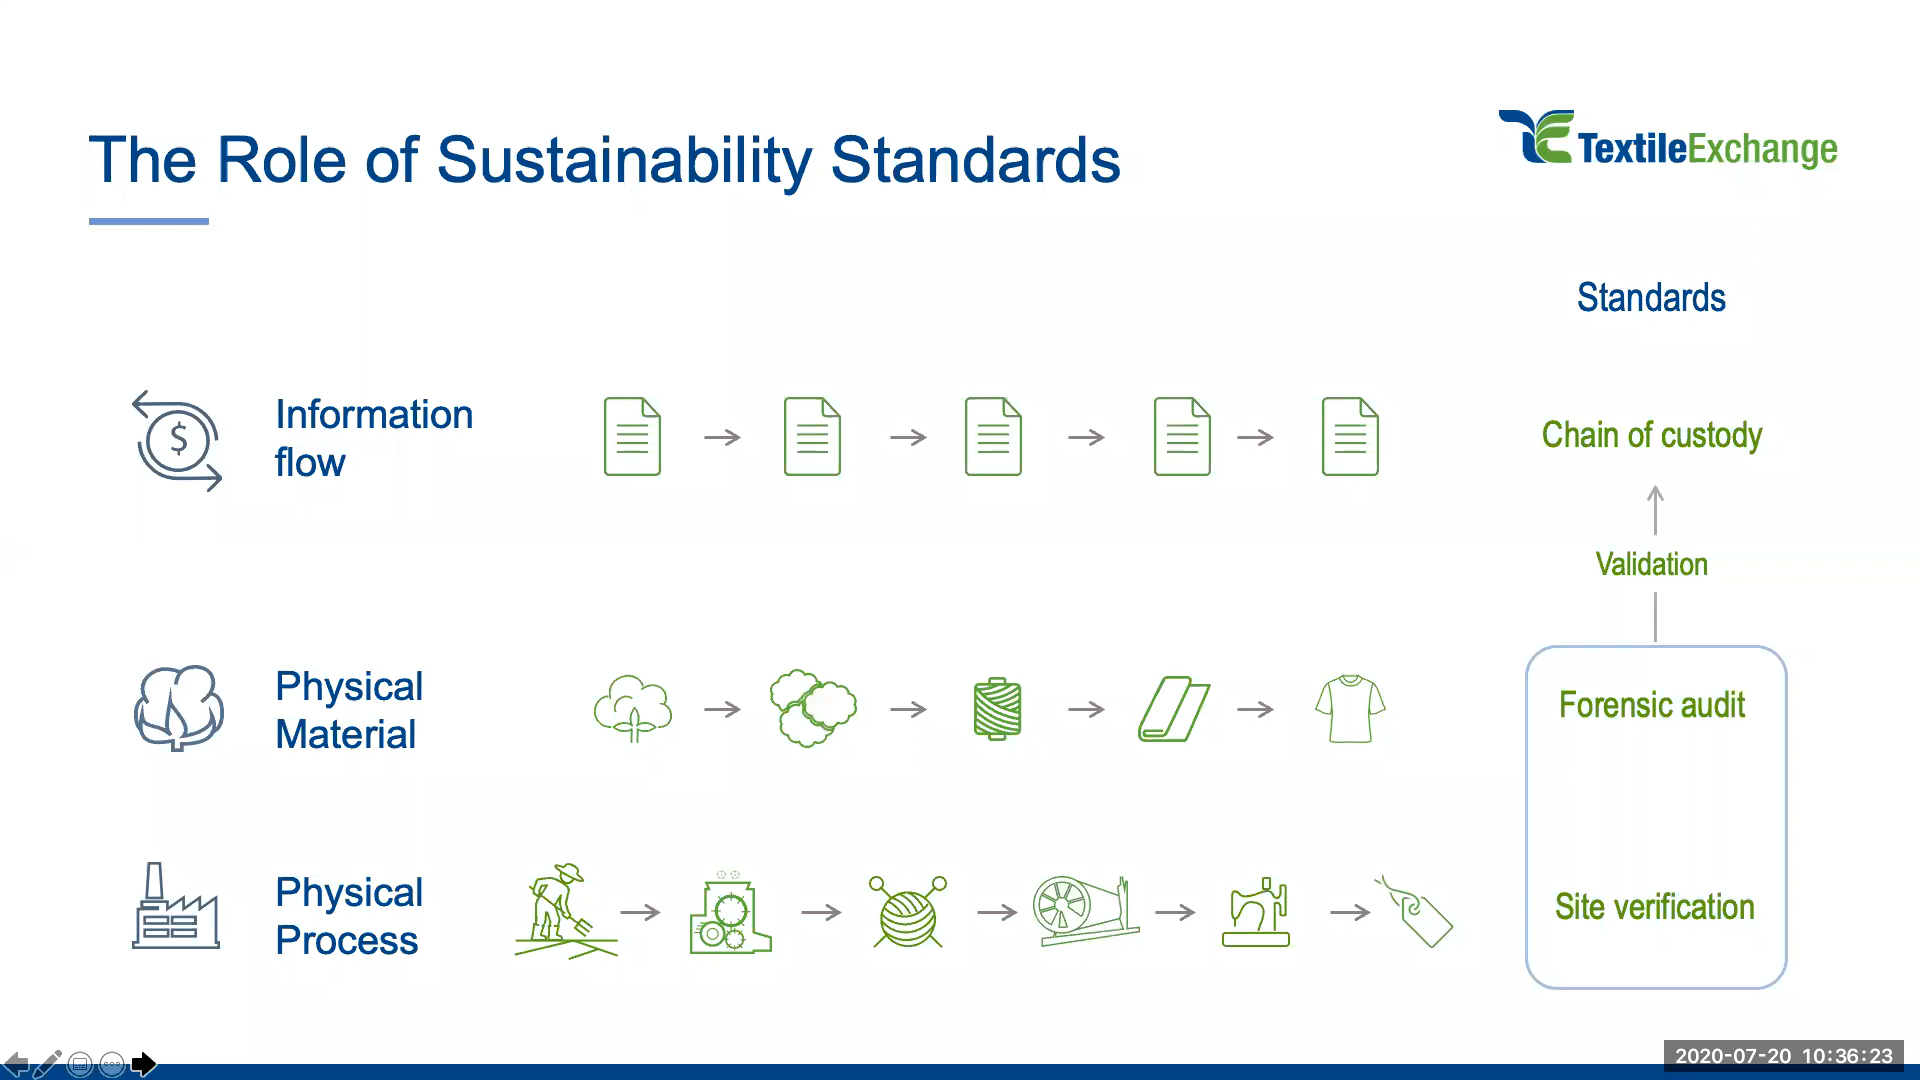 The Role of Sustainability Standards
TextileExchange
Standards
Information
flow
$
Chain of custody
Validation
Physical
Material
Forensic audit
Physical
Process
Site verification
2020-07-20 10:36:23